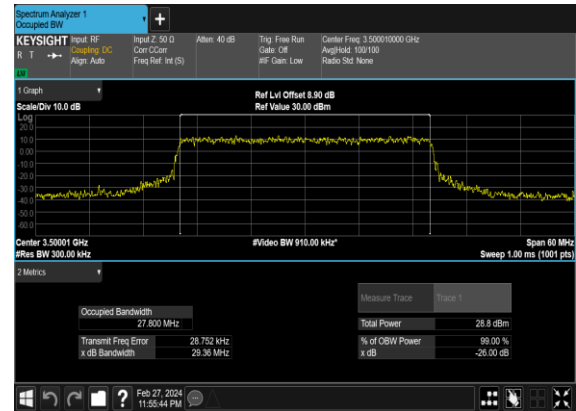 Spectrum Analyzer 1
Occupied BW
+
KEYSIGHT Input: RF Input Z: 50 Ω Atten: 40 dB Trig: Free Run Center Freq: 3.500010000 GHz
R T Coupling: DC Corr CCorr Gate: Off Avg|Hold: 100/100
Align: Auto Freq Ref: Int (S) #IF Gain: Low Radio Std: None
1 Graph
Ref Lvl Offset 8.90 dB
Scale/Div 10.0 dB Ref Value 30.00 dBm
Log
20.0
10.0
0.00
-10.0
-20.0
-30.0
-40.0
-50.0
-60.0
Center 3.50001 GHz #Video BW 910.00 kHz* Span 60 MHz
#Res BW 300.00 kHz Sweep 1.00 ms (1001 pts)
2 Metrics
Measure Trace Trace 1
Occupied Bandwidth
27.800 MHz Total Power 28.8 dBm
Transmit Freq Error 28.752 kHz % of OBW Power 99.00 %
x dB Bandwidth 29.36 MHz x dB -26.00 dB
? Feb 27, 2024
11:55:44 PM